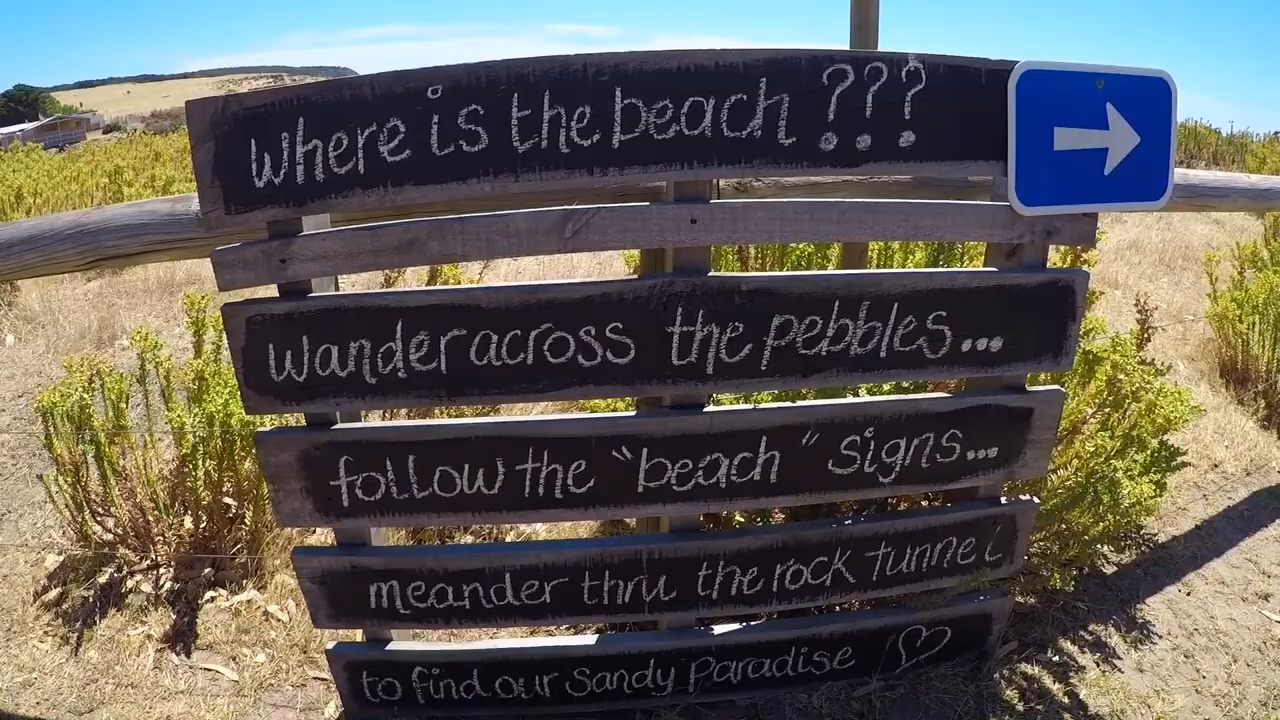 Where is the beach ???
Wander across the pebbles...
follow the "beach" signs...
meander thru the rock tunnel
to find our Sandy Paradise